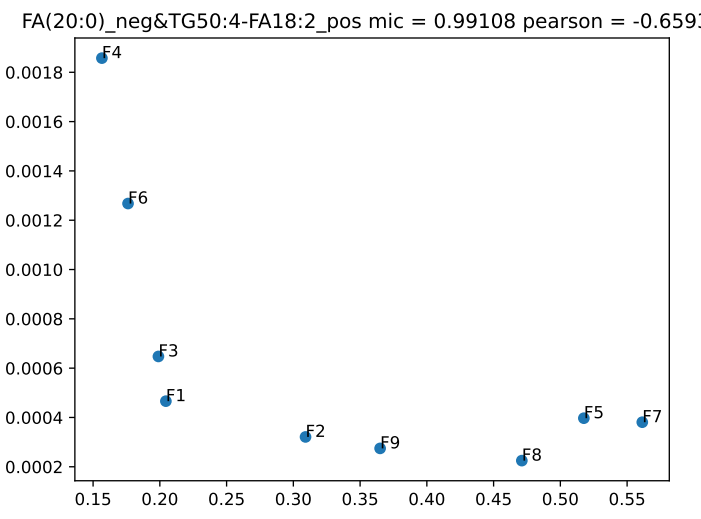 FA(20:0)_neg&TG50:4-FA18:2_pos mic = 0.99108 pearson = -0.659
0.0018
0.0016
0.0014
0.0012
0.0010
0.0008
0.0006
0.0004
0.0002
F4
F6
F3
F1
F2
F9
F8
F5
F7
0.15 0.20 0.25 0.30 0.35 0.40 0.45 0.50 0.55